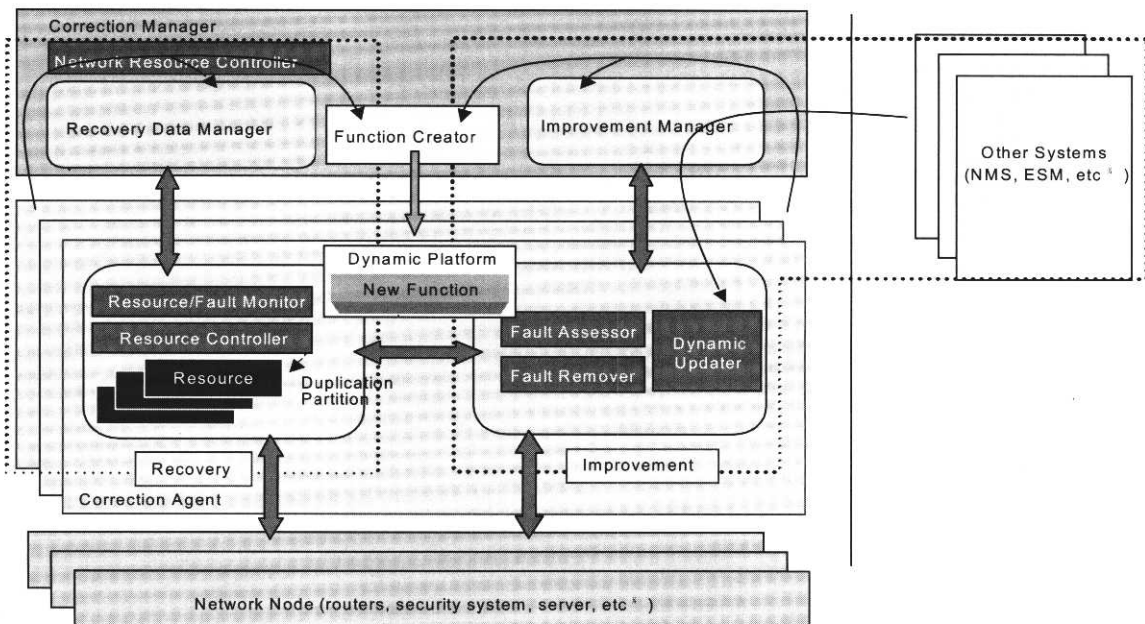 Correction Manager
Network Resource Controller
Recovery Data Manager
Function Creator
Improvement Manager
Other Systems
(NMS, ESM, etc )
Dynamic Platform
New Function
Resource/Fault Monitor
Resource Controller
Resource
Duplication
Partition
Fault Assessor
Fault Remover
Dynamic
Updater
Recovery
Improvement
Correction Agent
Network Node (routers, security system, server, etc )